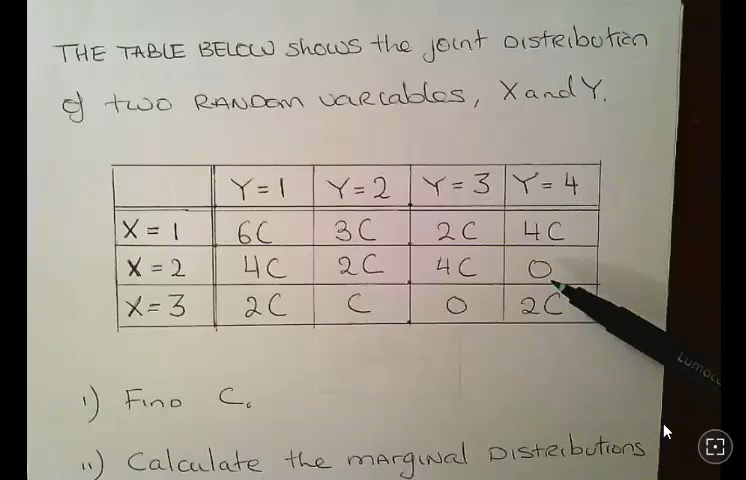 THE TABLE BELOW shows the joint Distribution
of two RANDOM variables, X and Y.
Y = 1 Y = 2 Y = 3 Y = 4
X = 1 6C 3C 2C 4C
X = 2 4C 2C 4C 0
X = 3 2C C 0 2C
i) Find C.
ii) Calculate the MARGINAL Distributions